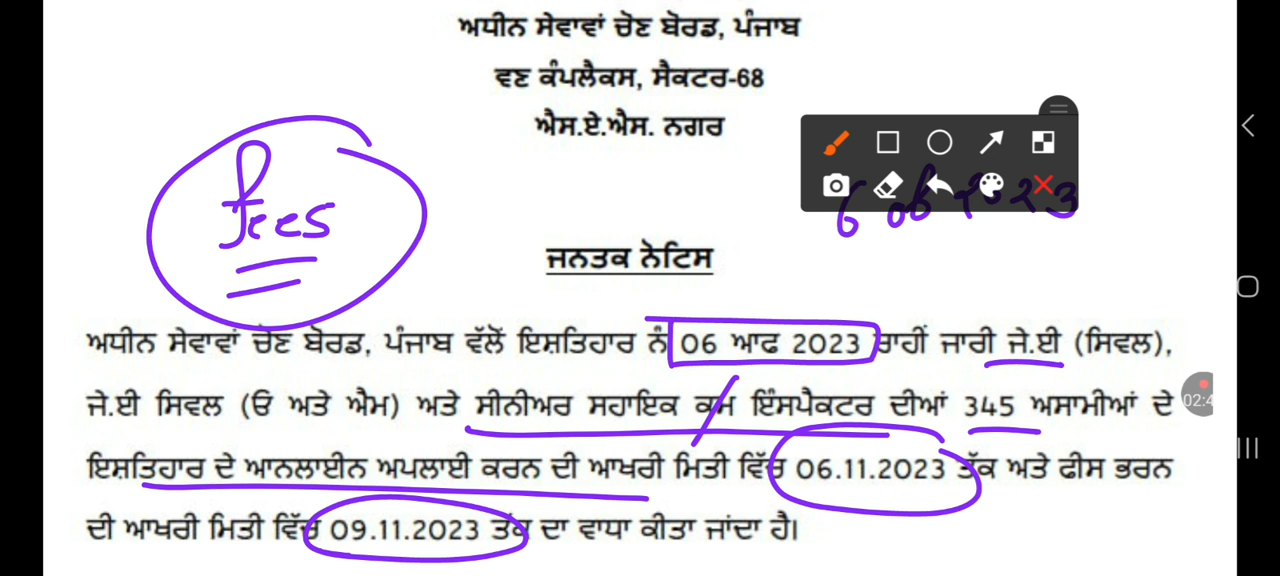 ਅਧੀਨ ਸੇਵਾਵਾਂ ਚੋਣ ਬੋਰਡ, ਪੰਜਾਬ
ਵਣ ਕੰਪਲੈਕਸ, ਸੈਕਟਰ-68
ਐਸ.ਏ.ਐਸ. ਨਗਰ
fees
6 of 2023
ਜਨਤਕ ਨੋਟਿਸ
ਅਧੀਨ ਸੇਵਾਵਾਂ ਚੋਣ ਬੋਰਡ, ਪੰਜਾਬ ਵੱਲੋਂ ਇਸ਼ਤਿਹਾਰ ਨੰ 06 ਆਫ 2023 ਰਾਹੀਂ ਜਾਰੀ ਜੇ.ਈ (ਸਿਵਲ),
ਜੇ.ਈ ਸਿਵਲ (ਓ ਅਤੇ ਐਮ) ਅਤੇ ਸੀਨੀਅਰ ਸਹਾਇਕ ਕਮ ਇੰਸਪੈਕਟਰ ਦੀਆਂ 345 ਅਸਾਮੀਆਂ ਦੇ
ਇਸ਼ਤਿਹਾਰ ਦੇ ਆਨਲਾਈਨ ਅਪਲਾਈ ਕਰਨ ਦੀ ਆਖਰੀ ਮਿਤੀ ਵਿੱਚ 06.11.2023 ਤੱਕ ਅਤੇ ਫੀਸ ਭਰਨ
ਦੀ ਆਖਰੀ ਮਿਤੀ ਵਿੱਚ 09.11.2023 ਤੱਕ ਦਾ ਵਾਧਾ ਕੀਤਾ ਜਾਂਦਾ ਹੈ।